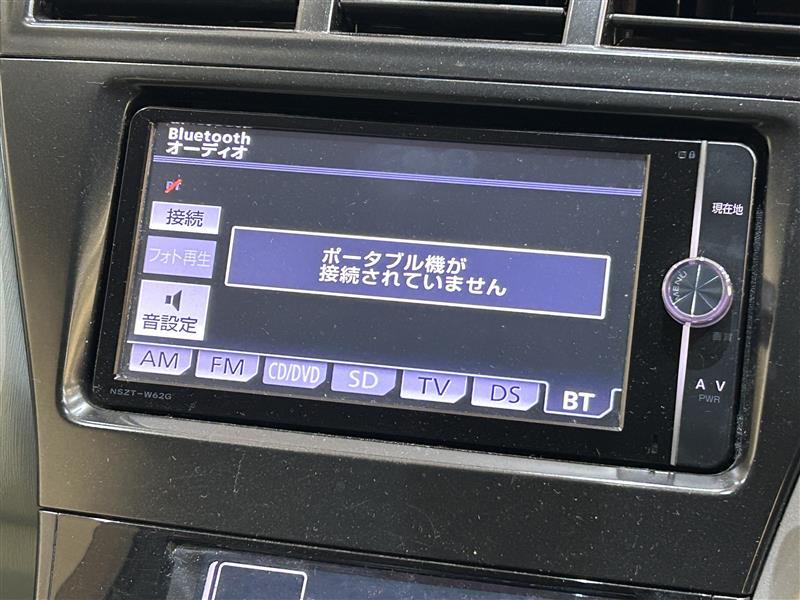 Bluetooth
オーディオ
BT
接続
フォト再生
音設定
ポータブル機が
接続されていません
AM
FM
CD/DVD
SD
TV
DS
BT
NSZT-W62G
現在地
MENU
AV
PWR